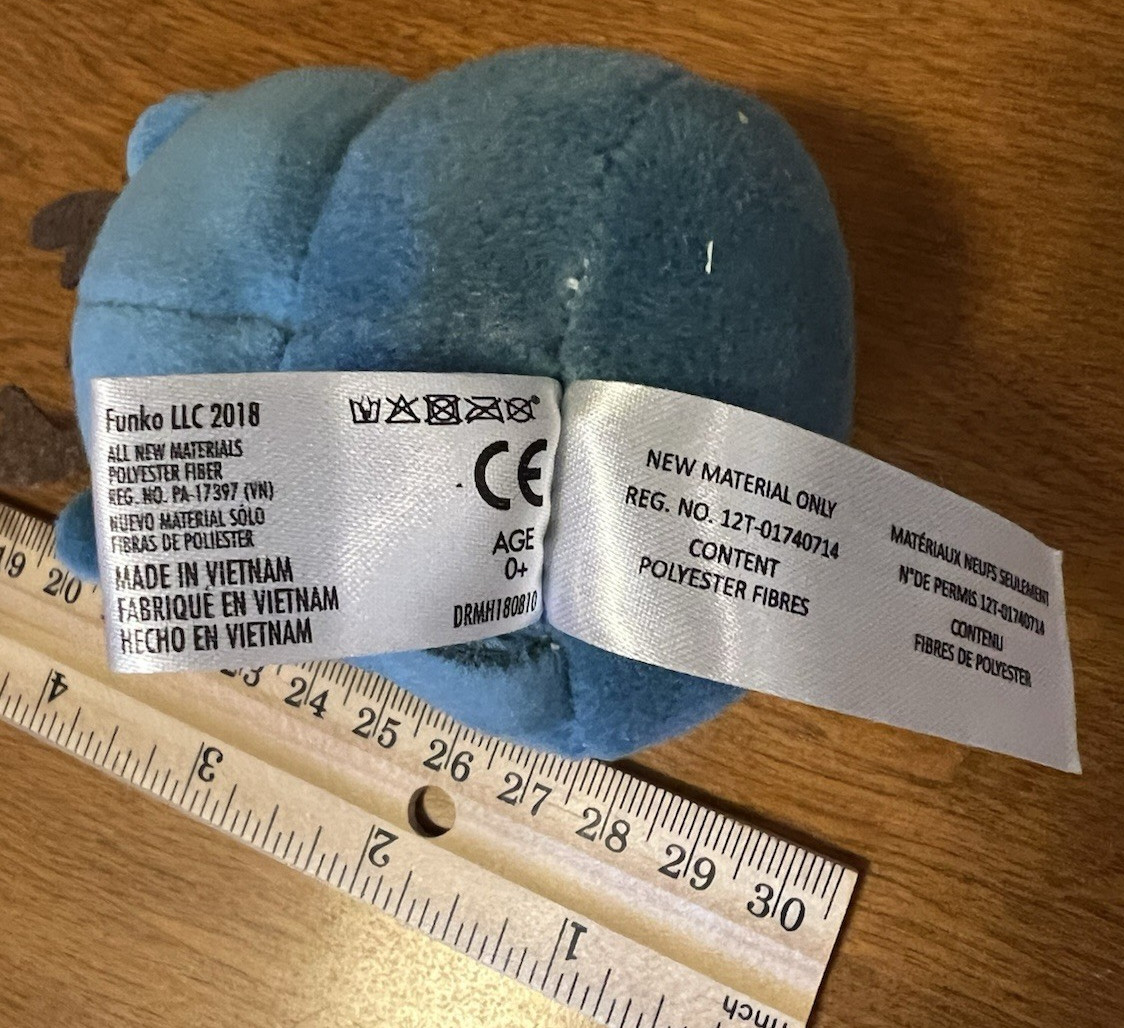 Funko LLC 2018
ALL NEW MATERIALS
POLYESTER FIBER
REG. NO. PA-17397 (VN)
NUEVO MATERIAL SÓLO
FIBRAS DE POLIESTER
MADE IN VIETNAM
FABRIQUÉ EN VIETNAM
HECHO EN VIETNAM
CE
AGE
0+
DRMH180810
NEW MATERIAL ONLY
REG. NO. 12T-01740714
CONTENT
POLYESTER FIBRES
MATÉRIAUX NEUFS SEULEMENT
N°DE PERMIS 12T-01740714
CONTENU
FIBRES DE POLYESTER
19 20 23 24 25 26 27 28 29 30
4 3 2 1 inch